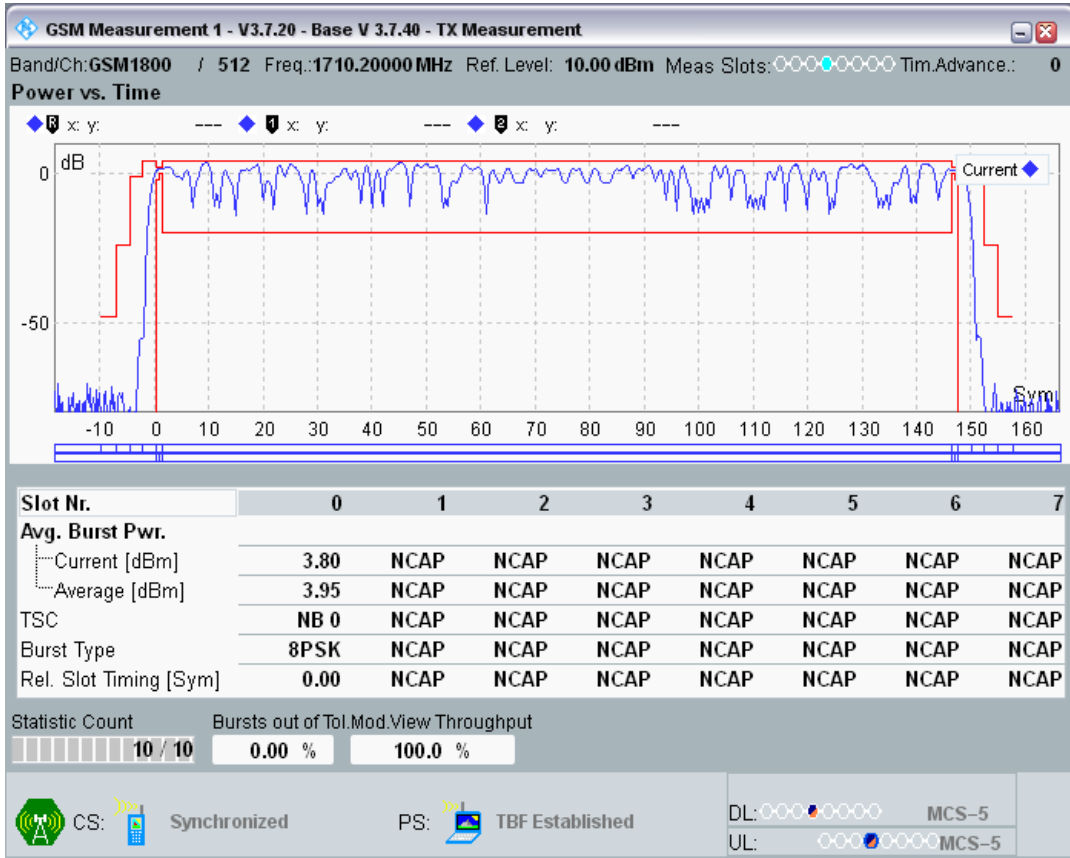 GSM Measurement 1 - V3.7.20 - Base V 3.7.40 - TX Measurement
Band/Ch:GSM1800 / 512 Freq.:1710.20000 MHz Ref. Level: 10.00 dBm Meas Slots: Tim.Advance.: 0
Power vs. Time
R x: y: --- 1 x: y: --- 2 x: y: ---
dB
Current
0
-50
Sym
-10 0 10 20 30 40 50 60 70 80 90 100 110 120 130 140 150 160
Slot Nr. 0 1 2 3 4 5 6 7
Avg. Burst Pwr.
Current [dBm] 3.80 NCAP NCAP NCAP NCAP NCAP NCAP NCAP
Average [dBm] 3.95 NCAP NCAP NCAP NCAP NCAP NCAP NCAP
TSC NB 0 NCAP NCAP NCAP NCAP NCAP NCAP NCAP
Burst Type 8PSK NCAP NCAP NCAP NCAP NCAP NCAP NCAP
Rel. Slot Timing [Sym] 0.00 NCAP NCAP NCAP NCAP NCAP NCAP NCAP
Statistic Count Bursts out of Tol. Mod.View Throughput
10 / 10 0.00 % 100.0 %
CS: Synchronized PS: TBF Established
DL: MCS-5
UL: MCS-5